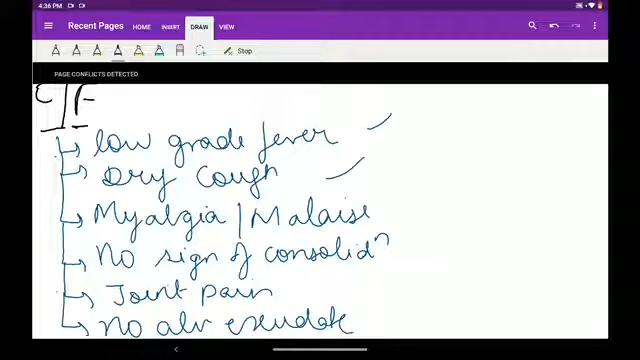 4:36 PM
Recent Pages HOME INSERT DRAW VIEW
Stop
PAGE CONFLICTS DETECTED
C/F
low grade fever
Dry Cough
Myalgia | Malaise
No sign of consolidⁿ
Joint pain
No alv exudate